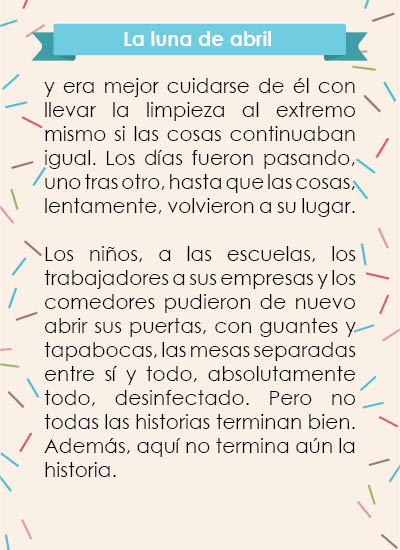 La luna de abril
y era mejor cuidarse de él con
llevar la limpieza al extremo
mismo si las cosas continuaban
igual. Los días fueron pasando,
uno tras otro, hasta que las cosas,
lentamente, volvieron a su lugar.
Los niños, a las escuelas, los
trabajadores a sus empresas y los
comedores pudieron de nuevo
abrir sus puertas, con guantes y
tapabocas, las mesas separadas
entre sí y todo, absolutamente
todo, desinfectado. Pero no
todas las historias terminan bien.
Además, aquí no termina aún la
historia.